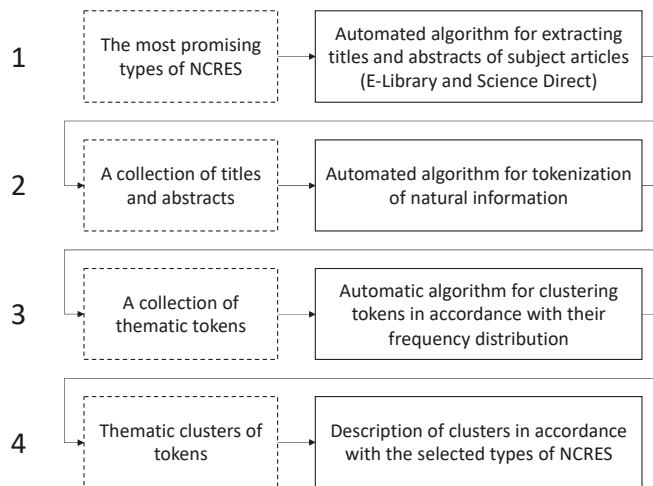 1
The most promising
types of NCRES
Automated algorithm for extracting
titles and abstracts of subject articles
(E-Library and Science Direct)
2
A collection of titles
and abstracts
Automated algorithm for tokenization
of natural information
3
A collection of
thematic tokens
Automatic algorithm for clustering
tokens in accordance with their
frequency distribution
4
Thematic clusters of
tokens
Description of clusters in accordance
with the selected types of NCRES